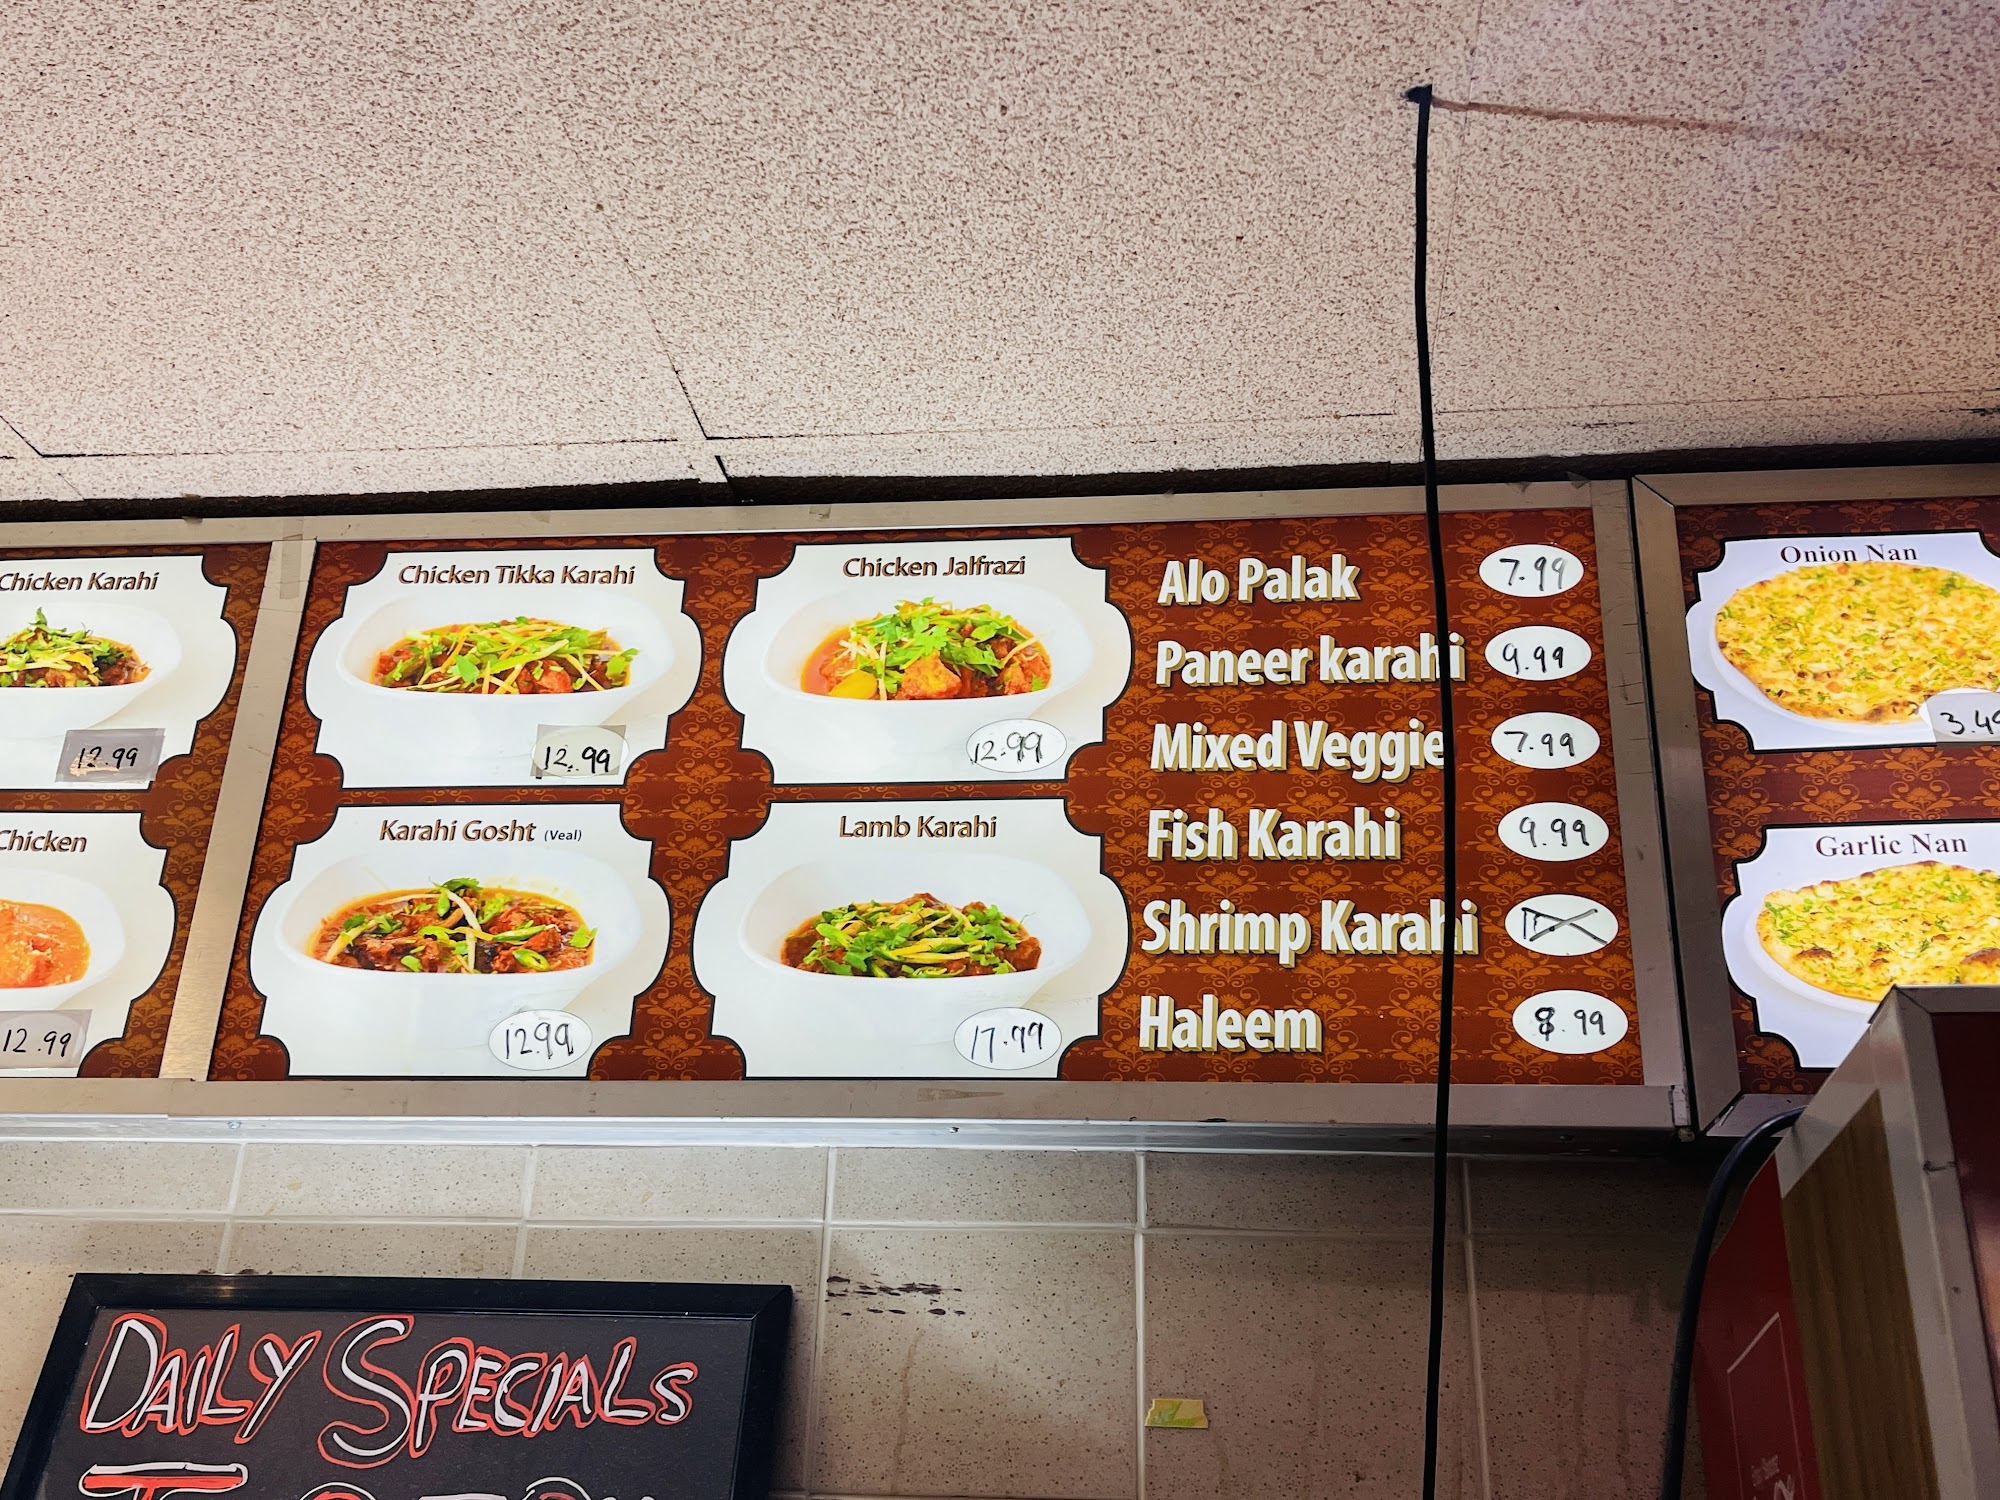 Chicken Karahi
12.99
Chicken
12.99
Chicken Tikka Karahi
12.99
Chicken Jalfrazi
12.99
Karahi Gosht (Veal)
12.99
Lamb Karahi
17.99
Alo Palak 7.99
Paneer karahi 9.99
Mixed Veggie 7.99
Fish Karahi 9.99
Shrimp Karahi
Haleem 8.99
Onion Nan
3.49
Garlic Nan
DAILY SPECIALS